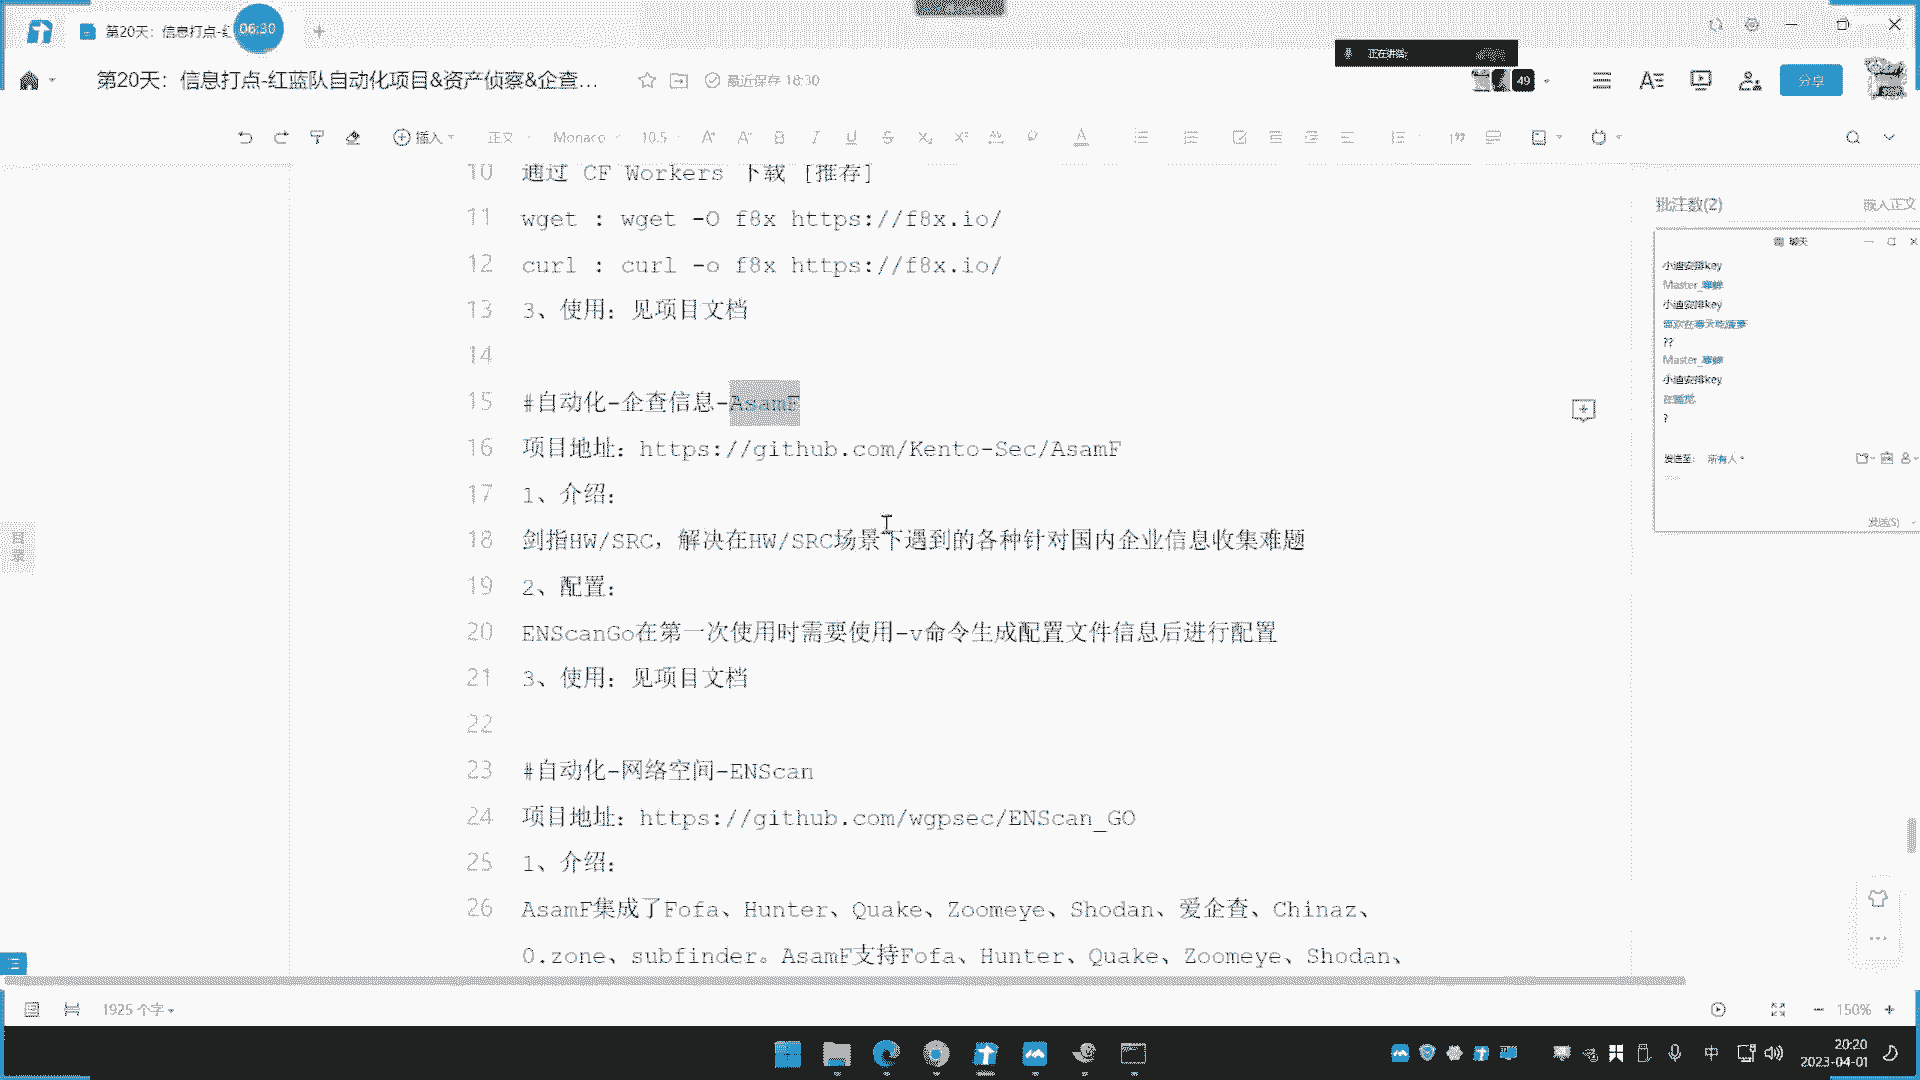 第20天：信息打点-红
06:30
正在讲话:
第20天：信息打点-红蓝队自动化项目&资产侦察&企查...
最近保存 18:30
49
分享
插入
正文
Monaco
10.5
10 通过 CF Workers 下载 [推荐]
11 wget : wget -O f8x https://f8x.io/
12 curl : curl -o f8x https://f8x.io/
13 3、使用：见项目文档
14
15 #自动化-企查信息-AsamF
16 项目地址：https://github.com/Kento-Sec/AsamF
17 1、介绍：
18 剑指HW/SRC，解决在HW/SRC场景下遇到的各种针对国内企业信息收集难题
19 2、配置：
20 ENScanGo在第一次使用时需要使用-v命令生成配置文件信息后进行配置
21 3、使用：见项目文档
22
23 #自动化-网络空间-ENScan
24 项目地址：https://github.com/wgpsec/ENScan_GO
25 1、介绍：
26 AsamF集成了Fofa、Hunter、Quake、Zoomeye、Shodan、爱企查、Chinaz、
0.zone、subfinder。AsamF支持Fofa、Hunter、Quake、Zoomeye、Shodan、
目录
批注数(2)
嵌入正文
聊天
小迪安排key
Master_
小迪安排key
??
Master_
小迪安排key
在睡觉
?
发送至： 所有人
发送(S)
1925 个字
150%
中
20:20
2023-04-01